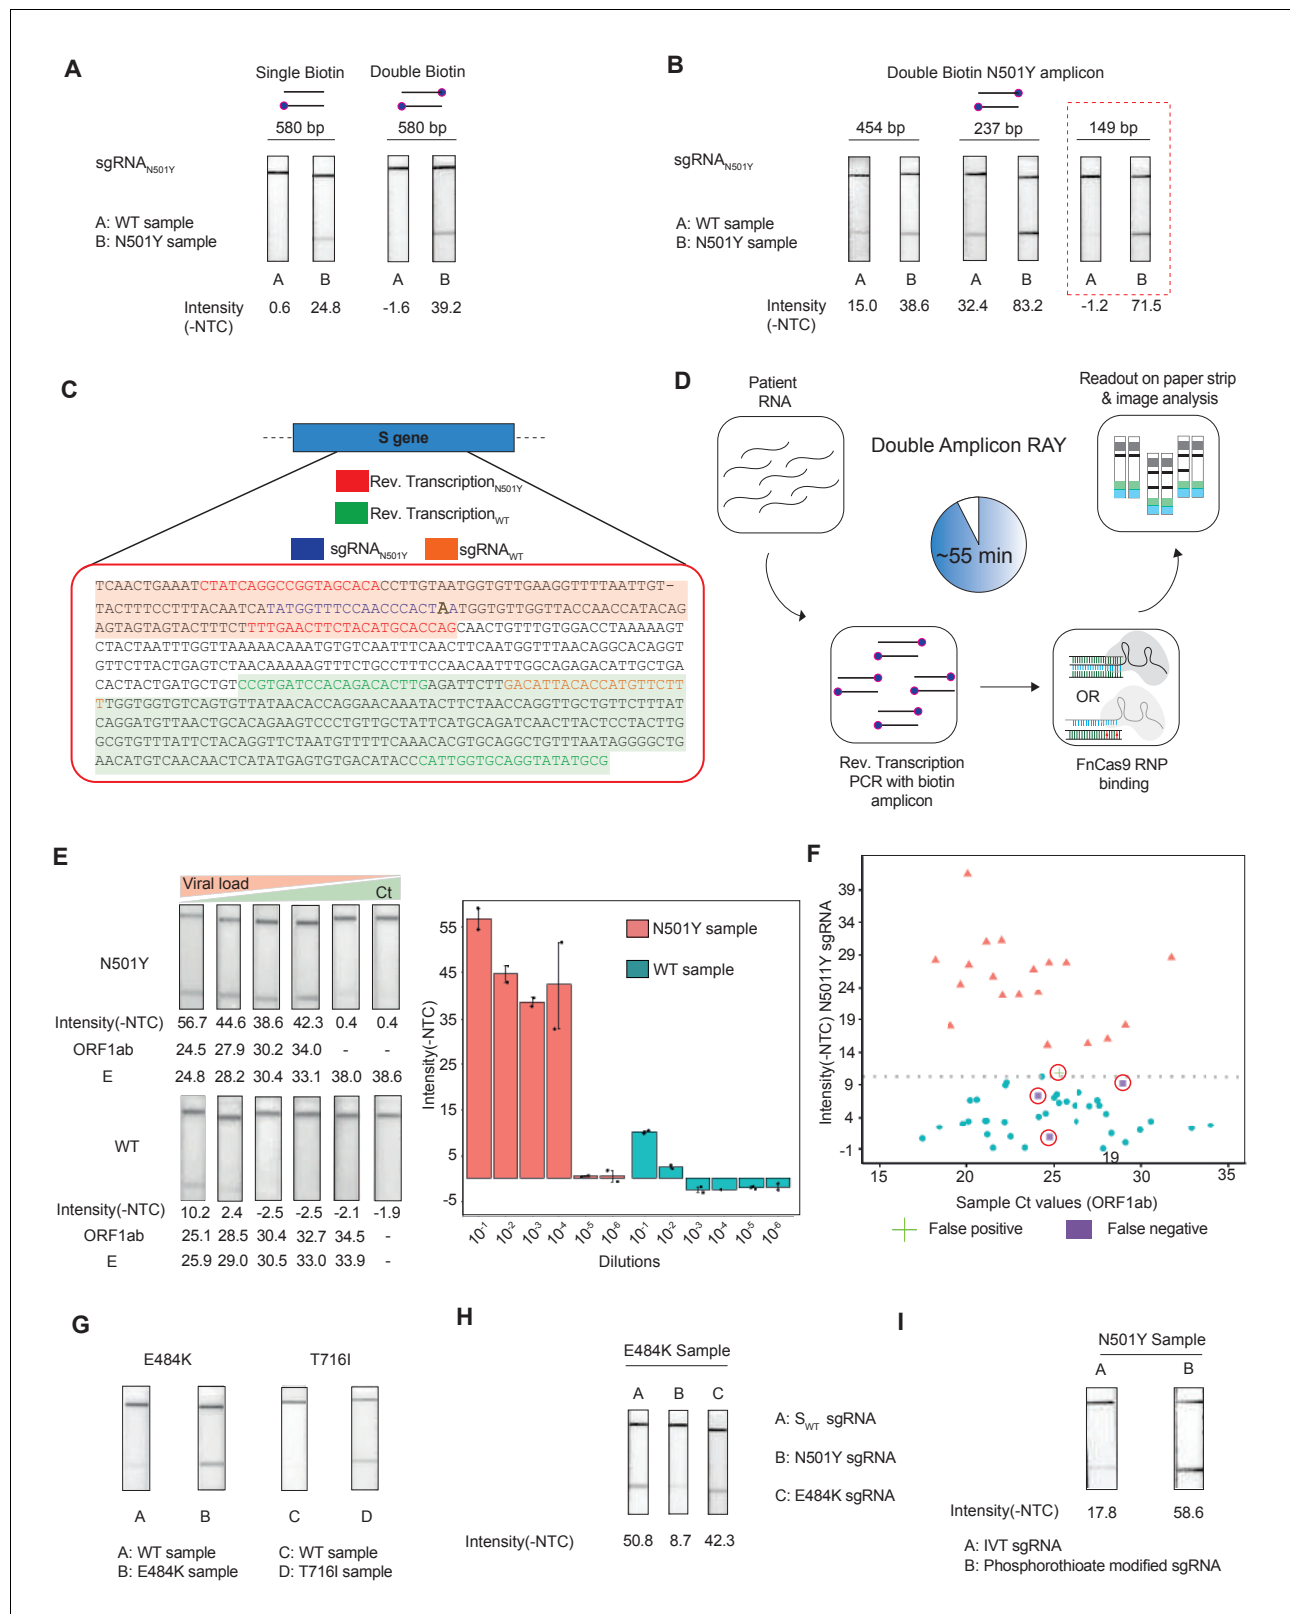 A
Single Biotin
Double Biotin
580 bp
580 bp
sgRNA N501Y
A: WT sample
B: N501Y sample
A
B
A
B
Intensity
(-NTC)
0.6
24.8
-1.6
39.2
B
Double Biotin N501Y amplicon
454 bp
237 bp
149 bp
sgRNA N501Y
A: WT sample
B: N501Y sample
A
B
A
B
A
B
Intensity
(-NTC)
15.0
38.6
32.4
83.2
-1.2
71.5
C
S gene
Rev. Transcription N501Y
Rev. Transcription WT
sgRNA N501Y
sgRNA WT
TCAACTGAAATCTATCAGGCCGGTAGCACACCTTGTAATGGTGTTGAAGGTTTTAATTGT-
TACTTTCCTTTACAATCATATGGTTTCCAACCCACTAATGGTGTTGGTTACCAACCATACAG
AGTAGTAGTACTTTCTTTTGAACTTCTACATGCACCAGCAACTGTTTGTGGACCTAAAAAGT
CTACTAATTTGGTTAAAAACAAATGTGTCAATTTCAACTTCAATGGTTTAACAGGCACAGGT
GTTCTTACTGAGTCTAACAAAAAGTTTCTGCCTTTCCAACAATTTGGCAGAGACATTGCTGA
CACTACTGATGCTGTCCGTGATCCACAGACACTTGAGATTCTTGACATTACACCATGTTCTT
TTGGTGGTGTCAGTGTTATAACACCAGGAACAAATACTTCTAACCAGGTTGCTGTTCTTTAT
CAGGATGTTAACTGCACAGAAGTCCCTGTTGCTATTCATGCAGATCAACTTACTCCTACTTG
GCGTGTTTATTCTACAGGTTCTAATGTTTTTCAAACACGTGCAGGCTGTTTAATAGGGGCTG
AACATGTCAACAACTCATATGAGTGTGACATACCCATTGGTGCAGGTATATGCG
D
Patient
RNA
Double Amplicon RAY
~55 min
Readout on paper strip
& image analysis
Rev. Transcription
PCR with biotin
amplicon
OR
FnCas9 RNP
binding
E
Viral load
Ct
N501Y
Intensity(-NTC) 56.7 44.6 38.6 42.3 0.4 0.4
ORF1ab 24.5 27.9 30.2 34.0 - -
E 24.8 28.2 30.4 33.1 38.0 38.6
WT
Intensity(-NTC) 10.2 2.4 -2.5 -2.5 -2.1 -1.9
ORF1ab 25.1 28.5 30.4 32.7 34.5 -
E 25.9 29.0 30.5 33.0 33.9 -
Intensity(-NTC)
55
45
35
25
15
5
-5
N501Y sample
WT sample
10-1 10-2 10-3 10-4 10-5 10-6 10-1 10-2 10-3 10-4 10-5 10-6
Dilutions
F
Intensity(-NTC) N5011Y sgRNA
39
34
29
24
19
14
9
4
-1
19
15 20 25 30 35
Sample Ct values (ORF1ab)
False positive
False negative
G
E484K
T716I
A
B
C
D
A: WT sample
B: E484K sample
C: WT sample
D: T716I sample
H
E484K Sample
A
B
C
A: S WT sgRNA
B: N501Y sgRNA
C: E484K sgRNA
Intensity(-NTC) 50.8 8.7 42.3
I
N501Y Sample
A
B
Intensity(-NTC) 17.8 58.6
A: IVT sgRNA
B: Phosphorothioate modified sgRNA